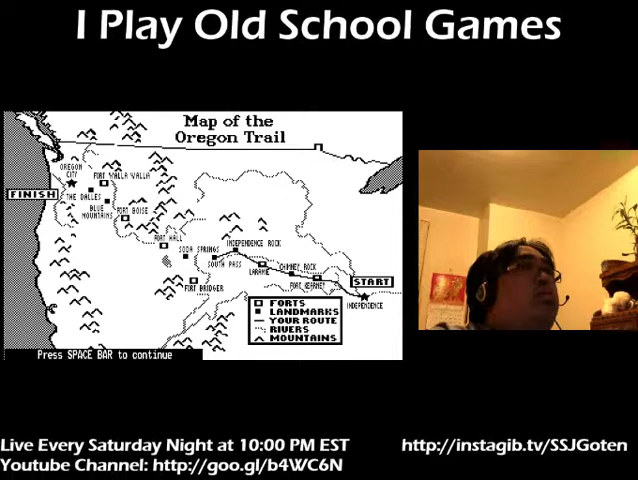 I Play Old School Games
Map of the
Oregon Trail
OREGON
CITY
FORT WALLA WALLA
FINISH
THE DALLES
BLUE
MOUNTAINS
FORT BOISE
FORT HALL
SODA SPRINGS
INDEPENDENCE ROCK
SOUTH PASS
LARAMIE
CHIMNEY ROCK
START
FORT KEARNEY
FORT BRIDGER
INDEPENDENCE
FORTS
LANDMARKS
YOUR ROUTE
RIVERS
MOUNTAINS
Press SPACE BAR to continue
Live Every Saturday Night at 10:00 PM EST
http://instagib.tv/SSJGoten
Youtube Channel: http://goo.gl/b4WC6N